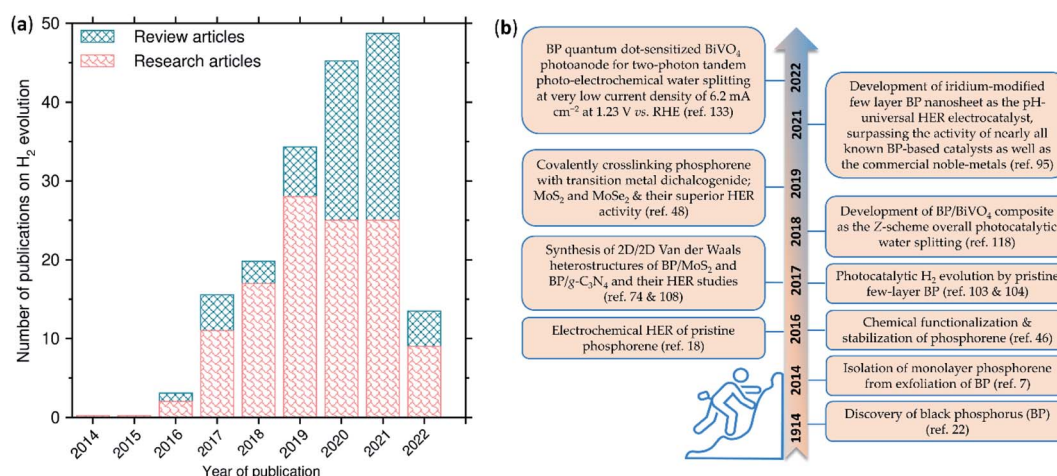 (a)
Review articles
Research articles
Number of publications on H₂ evolution
50
40
30
20
10
0
2014
2015
2016
2017
2018
2019
2020
2021
2022
Year of publication
(b)
BP quantum dot-sensitized BiVO₄
photoanode for two-photon tandem
photo-electrochemical water splitting
at very low current density of 6.2 mA
cm⁻² at 1.23 V vs. RHE (ref. 133)
Covalently crosslinking phosphorene
with transition metal dichalcogenide;
MoS₂ and MoSe₂ & their superior HER
activity (ref. 48)
Synthesis of 2D/2D Van der Waals
heterostructures of BP/MoS₂ and
BP/g-C₃N₄ and their HER studies
(ref. 74 & 108)
Electrochemical HER of pristine
phosphorene (ref. 18)
2022
2021
2019
2018
2017
2016
2014
1914
Development of iridium-modified
few layer BP nanosheet as the pH-
universal HER electrocatalyst,
surpassing the activity of nearly all
known BP-based catalysts as well as
the commercial noble-metals
(ref. 95)
Development of BP/BiVO₄ composite
as the Z-scheme overall photocatalytic
water splitting (ref. 118)
Photocatalytic H₂ evolution by pristine
few-layer BP (ref. 103 & 104)
Chemical functionalization &
stabilization of phosphorene (ref. 46)
Isolation of monolayer phosphorene
from exfoliation of BP (ref. 7)
Discovery of black phosphorus (BP)
(ref. 22)